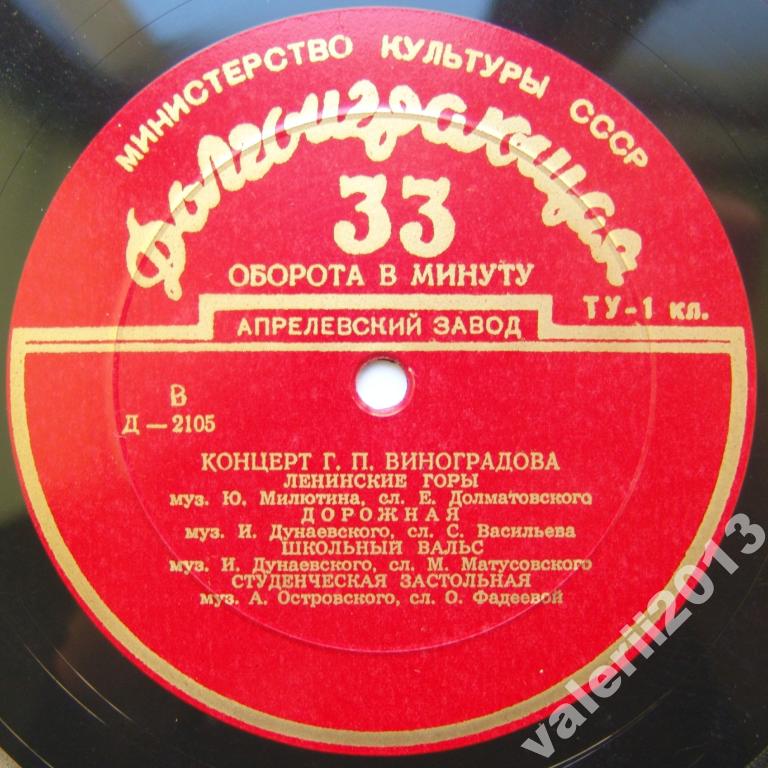 МИНИСТЕРСТВО КУЛЬТУРЫ СССР
Долгоиграющая
33
ОБОРОТА В МИНУТУ
ТУ-1 кл.
АПРЕЛЕВСКИЙ ЗАВОД
В
Д — 2105
КОНЦЕРТ Г. П. ВИНОГРАДОВА
ЛЕНИНСКИЕ ГОРЫ
муз. Ю. Милютина, сл. Е. Долматовского
ДОРОЖНАЯ
муз. И. Дунаевского, сл. С. Васильева
ШКОЛЬНЫЙ ВАЛЬС
муз. И. Дунаевского, сл. М. Матусовского
СТУДЕНЧЕСКАЯ ЗАСТОЛЬНАЯ
муз. А. Островского, сл. О. Фадеевой
valerii2013